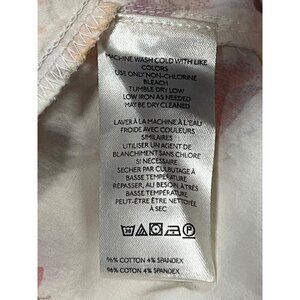 MACHINE WASH COLD WITH LIKE
COLORS
USE ONLY NON-CHLORINE
BLEACH
TUMBLE DRY LOW
LOW IRON AS NEEDED
MAY BE DRY CLEANED
LAVER À LA MACHINE À L'EAU
FROIDE AVEC COULEURS
SIMILAIRES
UTILISER UN AGENT DE
BLANCHIMENT SANS CHLORE
SI NÉCESSAIRE
SECHER PAR CULBUTAGE À
BASSE TEMPÉRATURE
REPASSER, AU BESOIN, À TRÈS
BASSE TEMPÉRATURE
PEUT-ÊTRE ÊTRE NETTOYÉ
À SEC
P
96% COTTON 4% SPANDEX
96% COTTON 4% SPANDEX